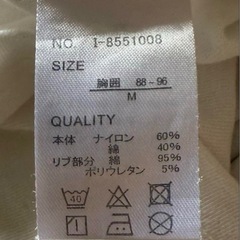 NO. I-8551008
SIZE
胸囲 88-96
M
QUALITY
本体 ナイロン 60%
綿 40%
リブ部分 綿 95%
ポリウレタン 5%
40